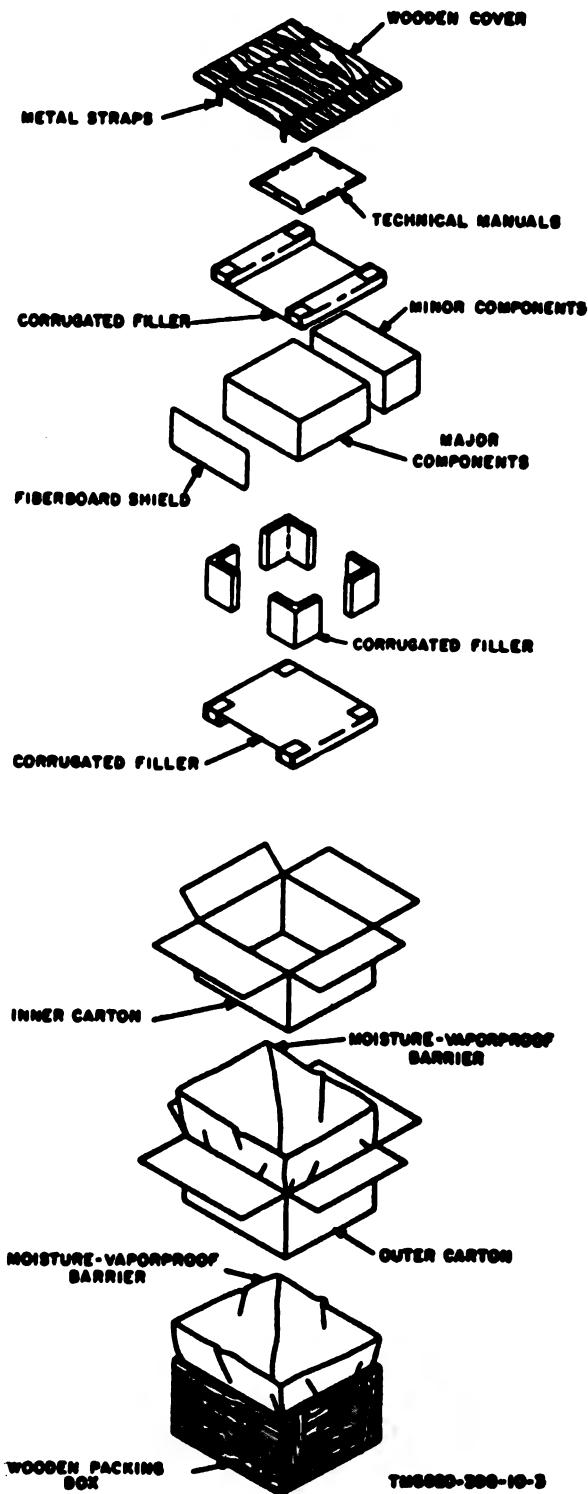 WOODEN COVER
METAL STRAPS
TECHNICAL MANUALS
CORRUGATED FILLER
MINOR COMPONENTS
MAJOR
COMPONENTS
FIBERBOARD SHIELD
CORRUGATED FILLER
CORRUGATED FILLER
INNER CARTON
MOISTURE-VAPORPROOF
BARRIER
OUTER CARTON
MOISTURE-VAPORPROOF
BARRIER
WOODEN PACKING
BOX